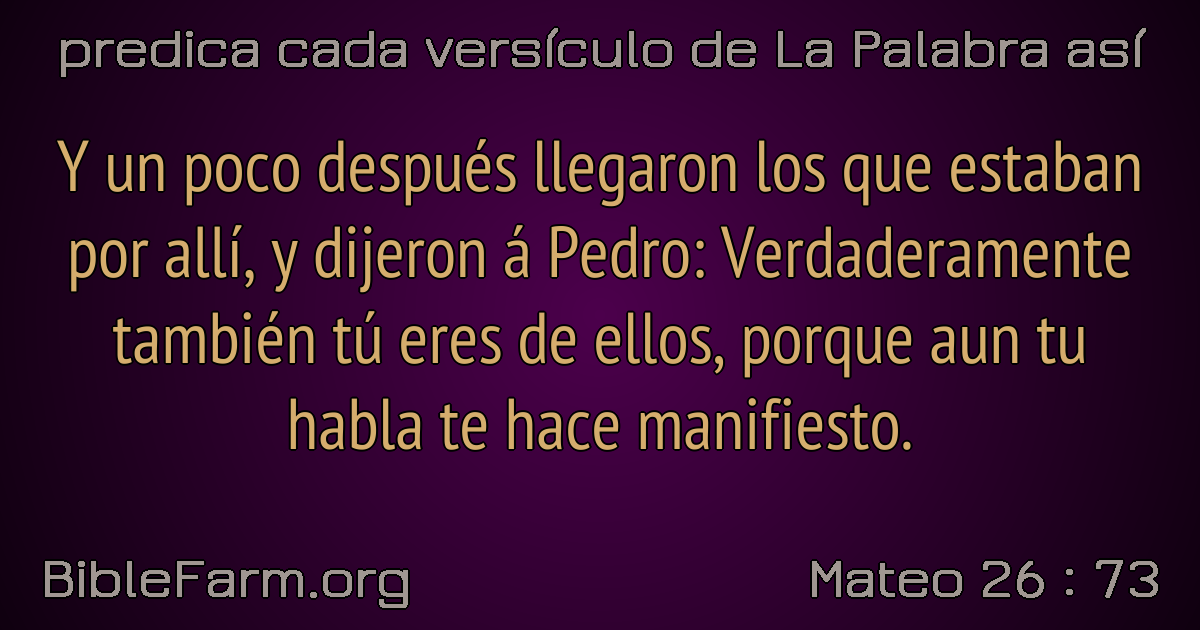 predica cada versículo de La Palabra así
Y un poco después llegaron los que estaban
por allí, y dijeron á Pedro: Verdaderamente
también tú eres de ellos, porque aun tu
habla te hace manifiesto.
BibleFarm.org
Mateo 26 : 73